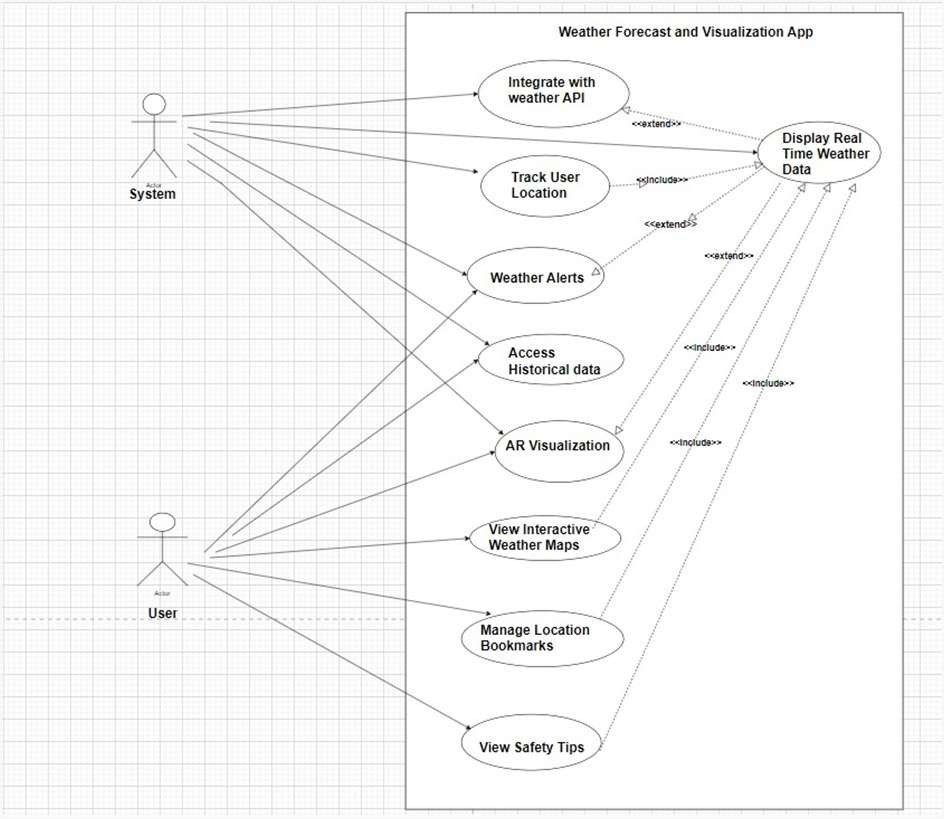 Weather Forecast and Visualization App
Integrate with
weather API
<<extend>>
Display Real
Time Weather
Data
Actor
System
Track User
Location
<<include>>
<<extend>>
Weather Alerts
<<extend>>
Access
Historical data
<<include>>
<<include>>
AR Visualization
<<include>>
View Interactive
Weather Maps
Actor
User
Manage Location
Bookmarks
View Safety Tips